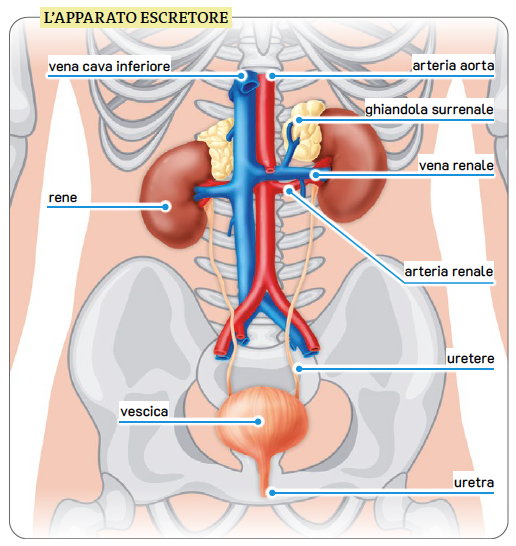 L'APPARATO ESCRETORE
vena cava inferiore
arteria aorta
ghiandola surrenale
vena renale
rene
arteria renale
uretere
vescica
uretra